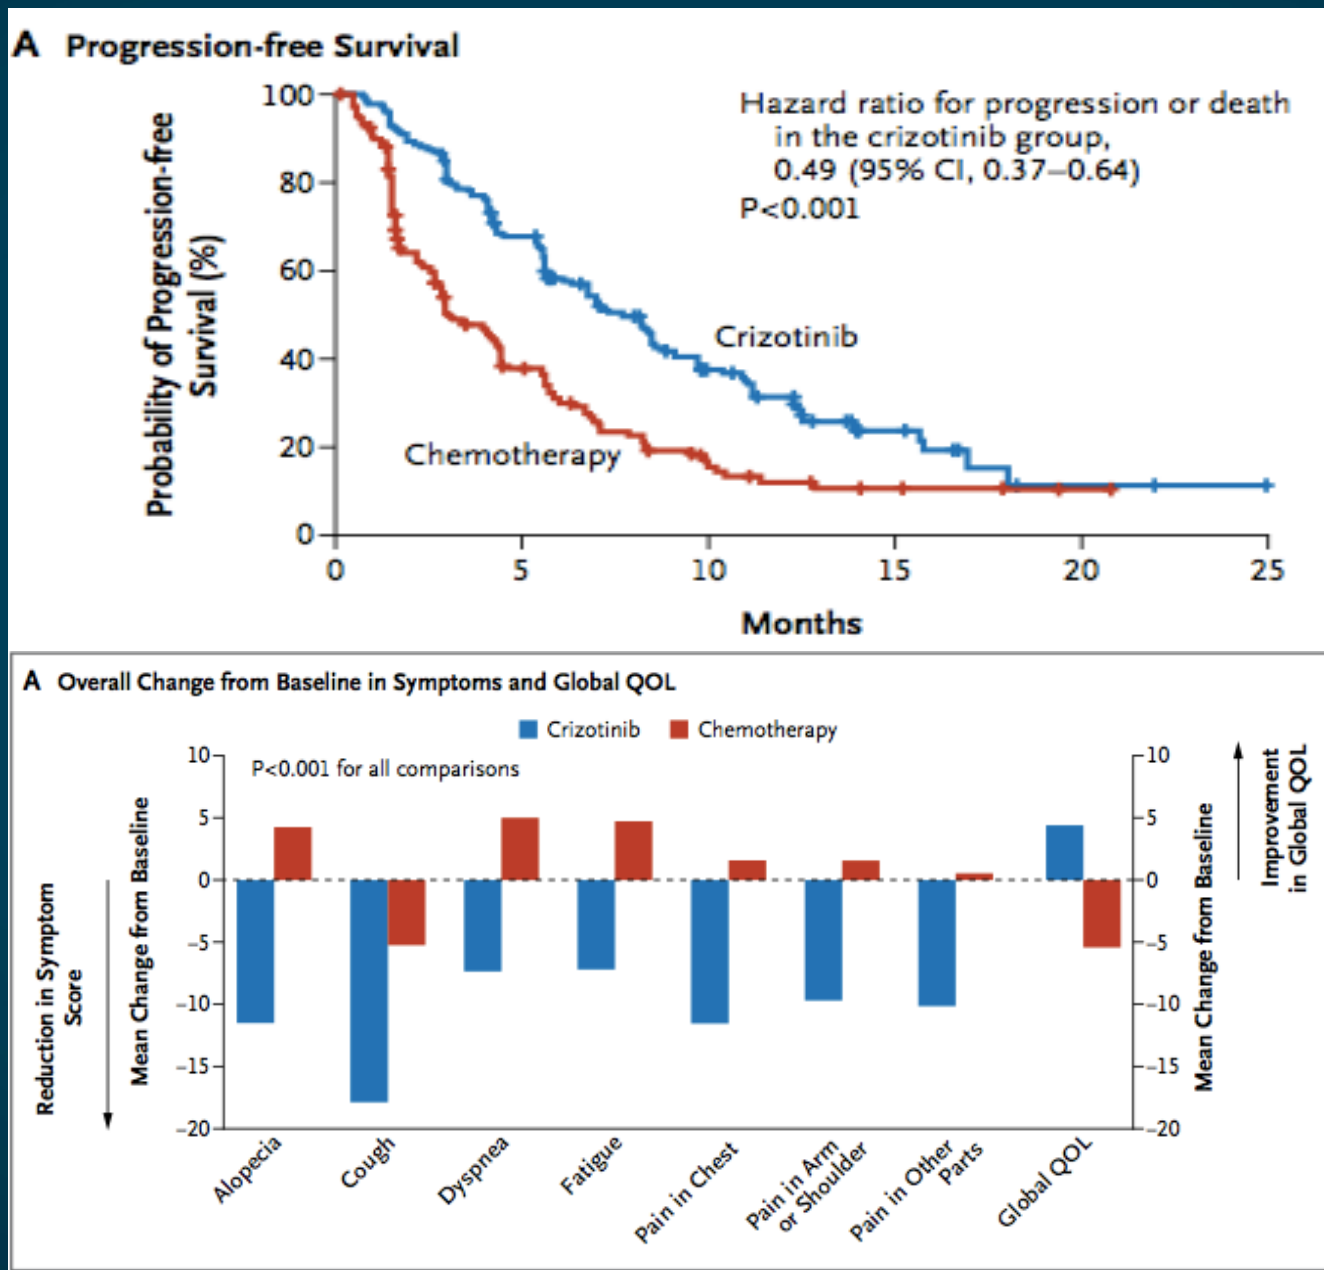 A Progression-free Survival
Probability of Progression-free
Survival (%)
100
80
60
40
20
0
Hazard ratio for progression or death
in the crizotinib group,
0.49 (95% CI, 0.37–0.64)
P<0.001
Crizotinib
Chemotherapy
0 5 10 15 20 25
Months
A Overall Change from Baseline in Symptoms and Global QOL
Crizotinib Chemotherapy
P<0.001 for all comparisons
Reduction in Symptom
Score
Mean Change from Baseline
10
5
0
−5
−10
−15
−20
10
5
0
−5
−10
−15
−20
Mean Change from Baseline
Improvement
in Global QOL
Alopecia
Cough
Dyspnea
Fatigue
Pain in Chest
Pain in Arm
or Shoulder
Pain in Other
Parts
Global QOL